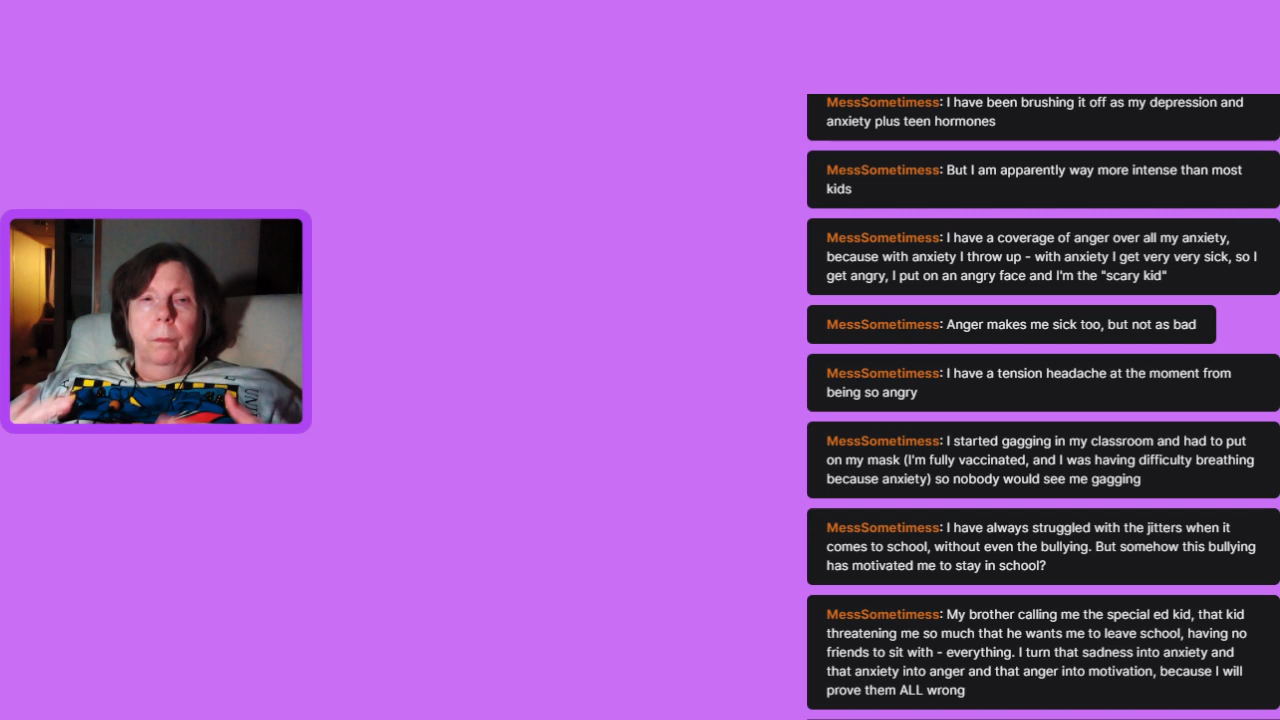 MessSometimess: I have been brushing it off as my depression and
anxiety plus teen hormones
MessSometimess: But I am apparently way more intense than most
kids
MessSometimess: I have a coverage of anger over all my anxiety,
because with anxiety I throw up - with anxiety I get very very sick, so I
get angry, I put on an angry face and I'm the "scary kid"
MessSometimess: Anger makes me sick too, but not as bad
MessSometimess: I have a tension headache at the moment from
being so angry
MessSometimess: I started gagging in my classroom and had to put
on my mask (I'm fully vaccinated, and I was having difficulty breathing
because anxiety) so nobody would see me gagging
MessSometimess: I have always struggled with the jitters when it
comes to school, without even the bullying. But somehow this bullying
has motivated me to stay in school?
MessSometimess: My brother calling me the special ed kid, that kid
threatening me so much that he wants me to leave school, having no
friends to sit with - everything. I turn that sadness into anxiety and
that anxiety into anger and that anger into motivation, because I will
prove them ALL wrong